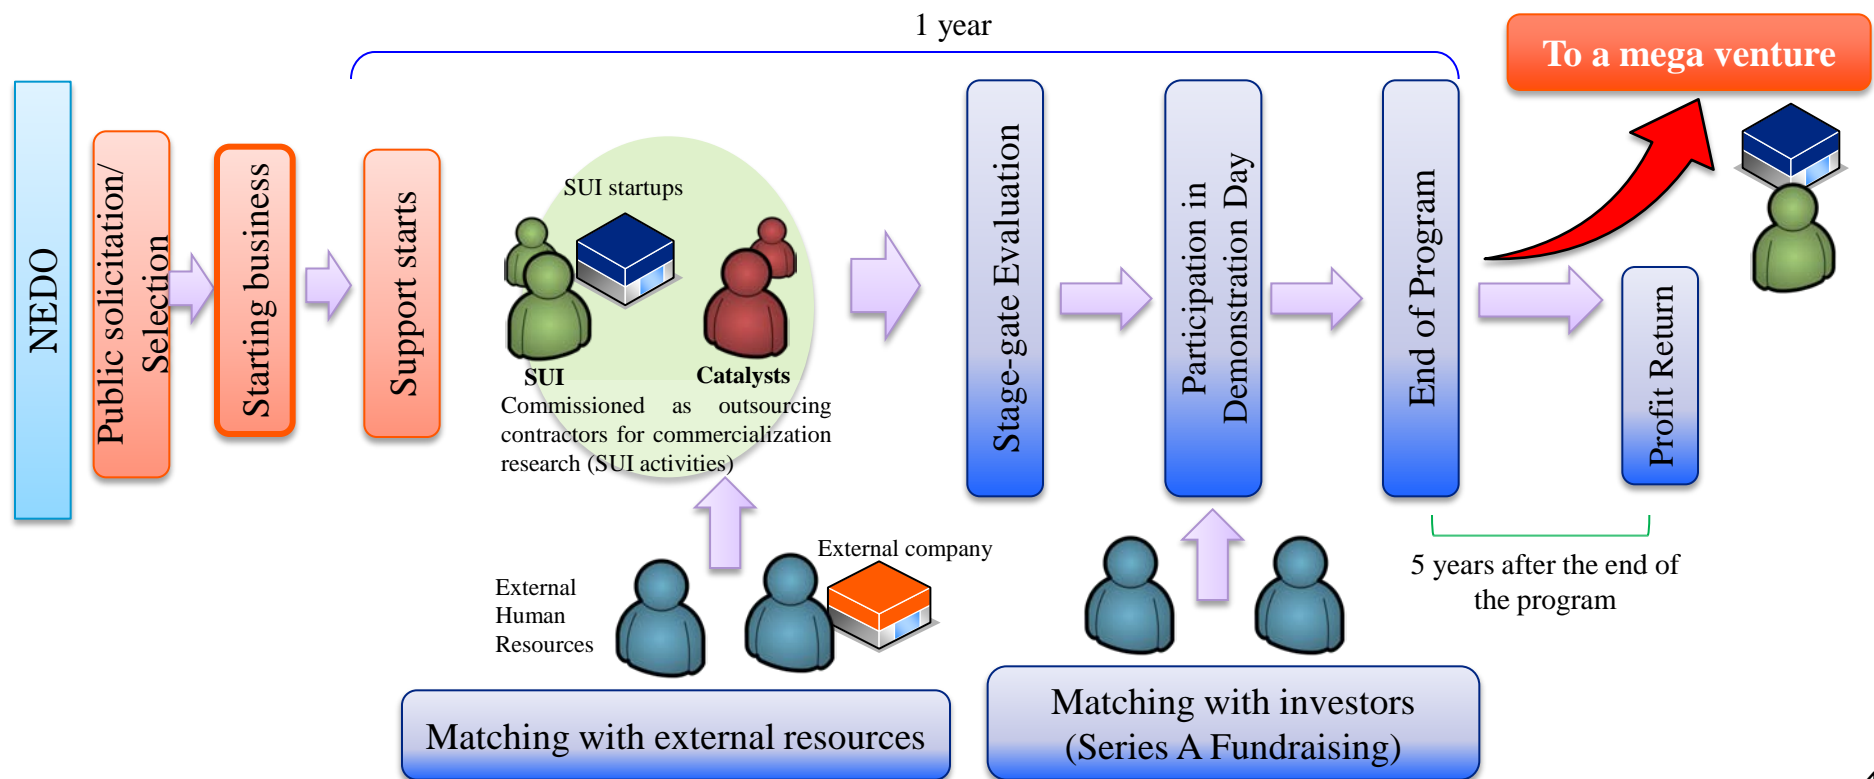 1 year
To a mega venture
NEDO
Public solicitation/
Selection
Starting business
Support starts
SUI startups
SUI
Catalysts
Commissioned as outsourcing
contractors for commercialization
research (SUI activities)
Stage-gate Evaluation
Participation in
Demonstration Day
End of Program
Profit Return
External company
External
Human
Resources
5 years after the end of
the program
Matching with external resources
Matching with investors
(Series A Fundraising)